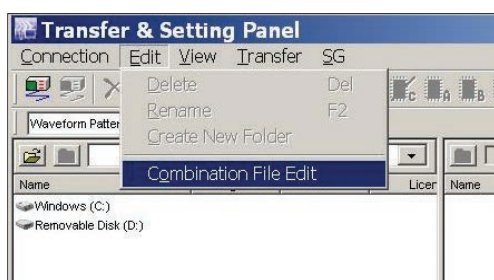 Transfer & Setting Panel
Connection Edit View Transfer SG
Delete Del
Rename F2
Create New Folder
Combination File Edit
Waveform Patter
Name Licer Name
Windows (C:)
Removable Disk (D:)